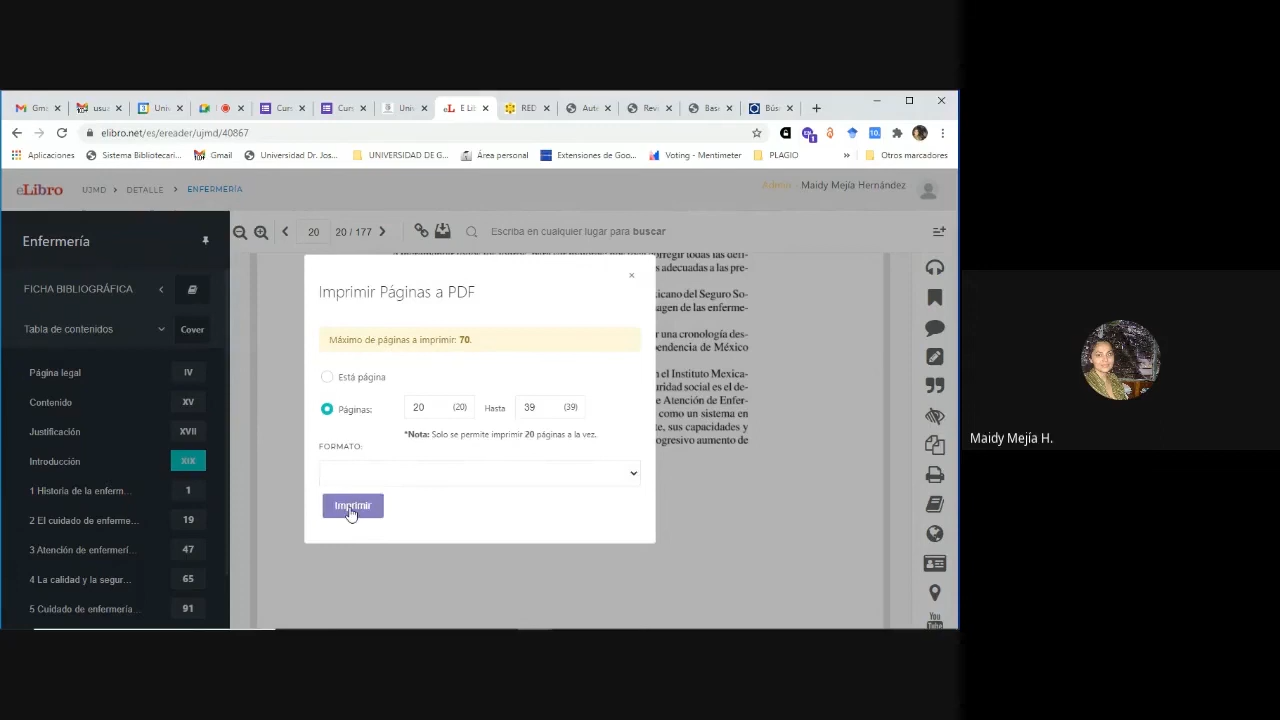 Gm:
usu:
Uni
Cur:
Cur
Uni
eL E Lib
RED
Aut
Rev
Bas
Bús
elibro.net/es/ereader/ujmd/40867
Aplicaciones
Sistema Bibliotecari...
Gmail
Universidad Dr. Jos...
UNIVERSIDAD DE G...
Área personal
Extensiones de Goo...
Voting - Mentimeter
PLAGIO
»
Otros marcadores
eLibro UJMD > DETALLE > ENFERMERÍA
Admin - Maidy Mejía Hernández
Enfermería
20 20 / 177
Escriba en cualquier lugar para buscar
FICHA BIBLIOGRÁFICA
Tabla de contenidos Cover
Página legal IV
Contenido XV
Justificación XVII
Introducción XIX
1 Historia de la enferm... 1
2 El cuidado de enferme... 19
3 Atención de enfermerí... 47
4 La calidad y la segur... 65
5 Cuidado de enfermería... 91
×
Imprimir Páginas a PDF
Máximo de páginas a imprimir: 70.
Está página
Páginas: 20 (20) Hasta 39 (39)
*Nota: Solo se permite imprimir 20 páginas a la vez.
FORMATO:
Imprimir
regir todas las defi-
s adecuadas a las pre-
icano del Seguro So-
agen de las enferme-
r una cronología des-
endencia de México
n el Instituto Mexica-
ridad social es el de-
e Atención de Enfer-
como un sistema en
te, sus capacidades y
ogresivo aumento de
You
Tube
Maidy Mejía H.